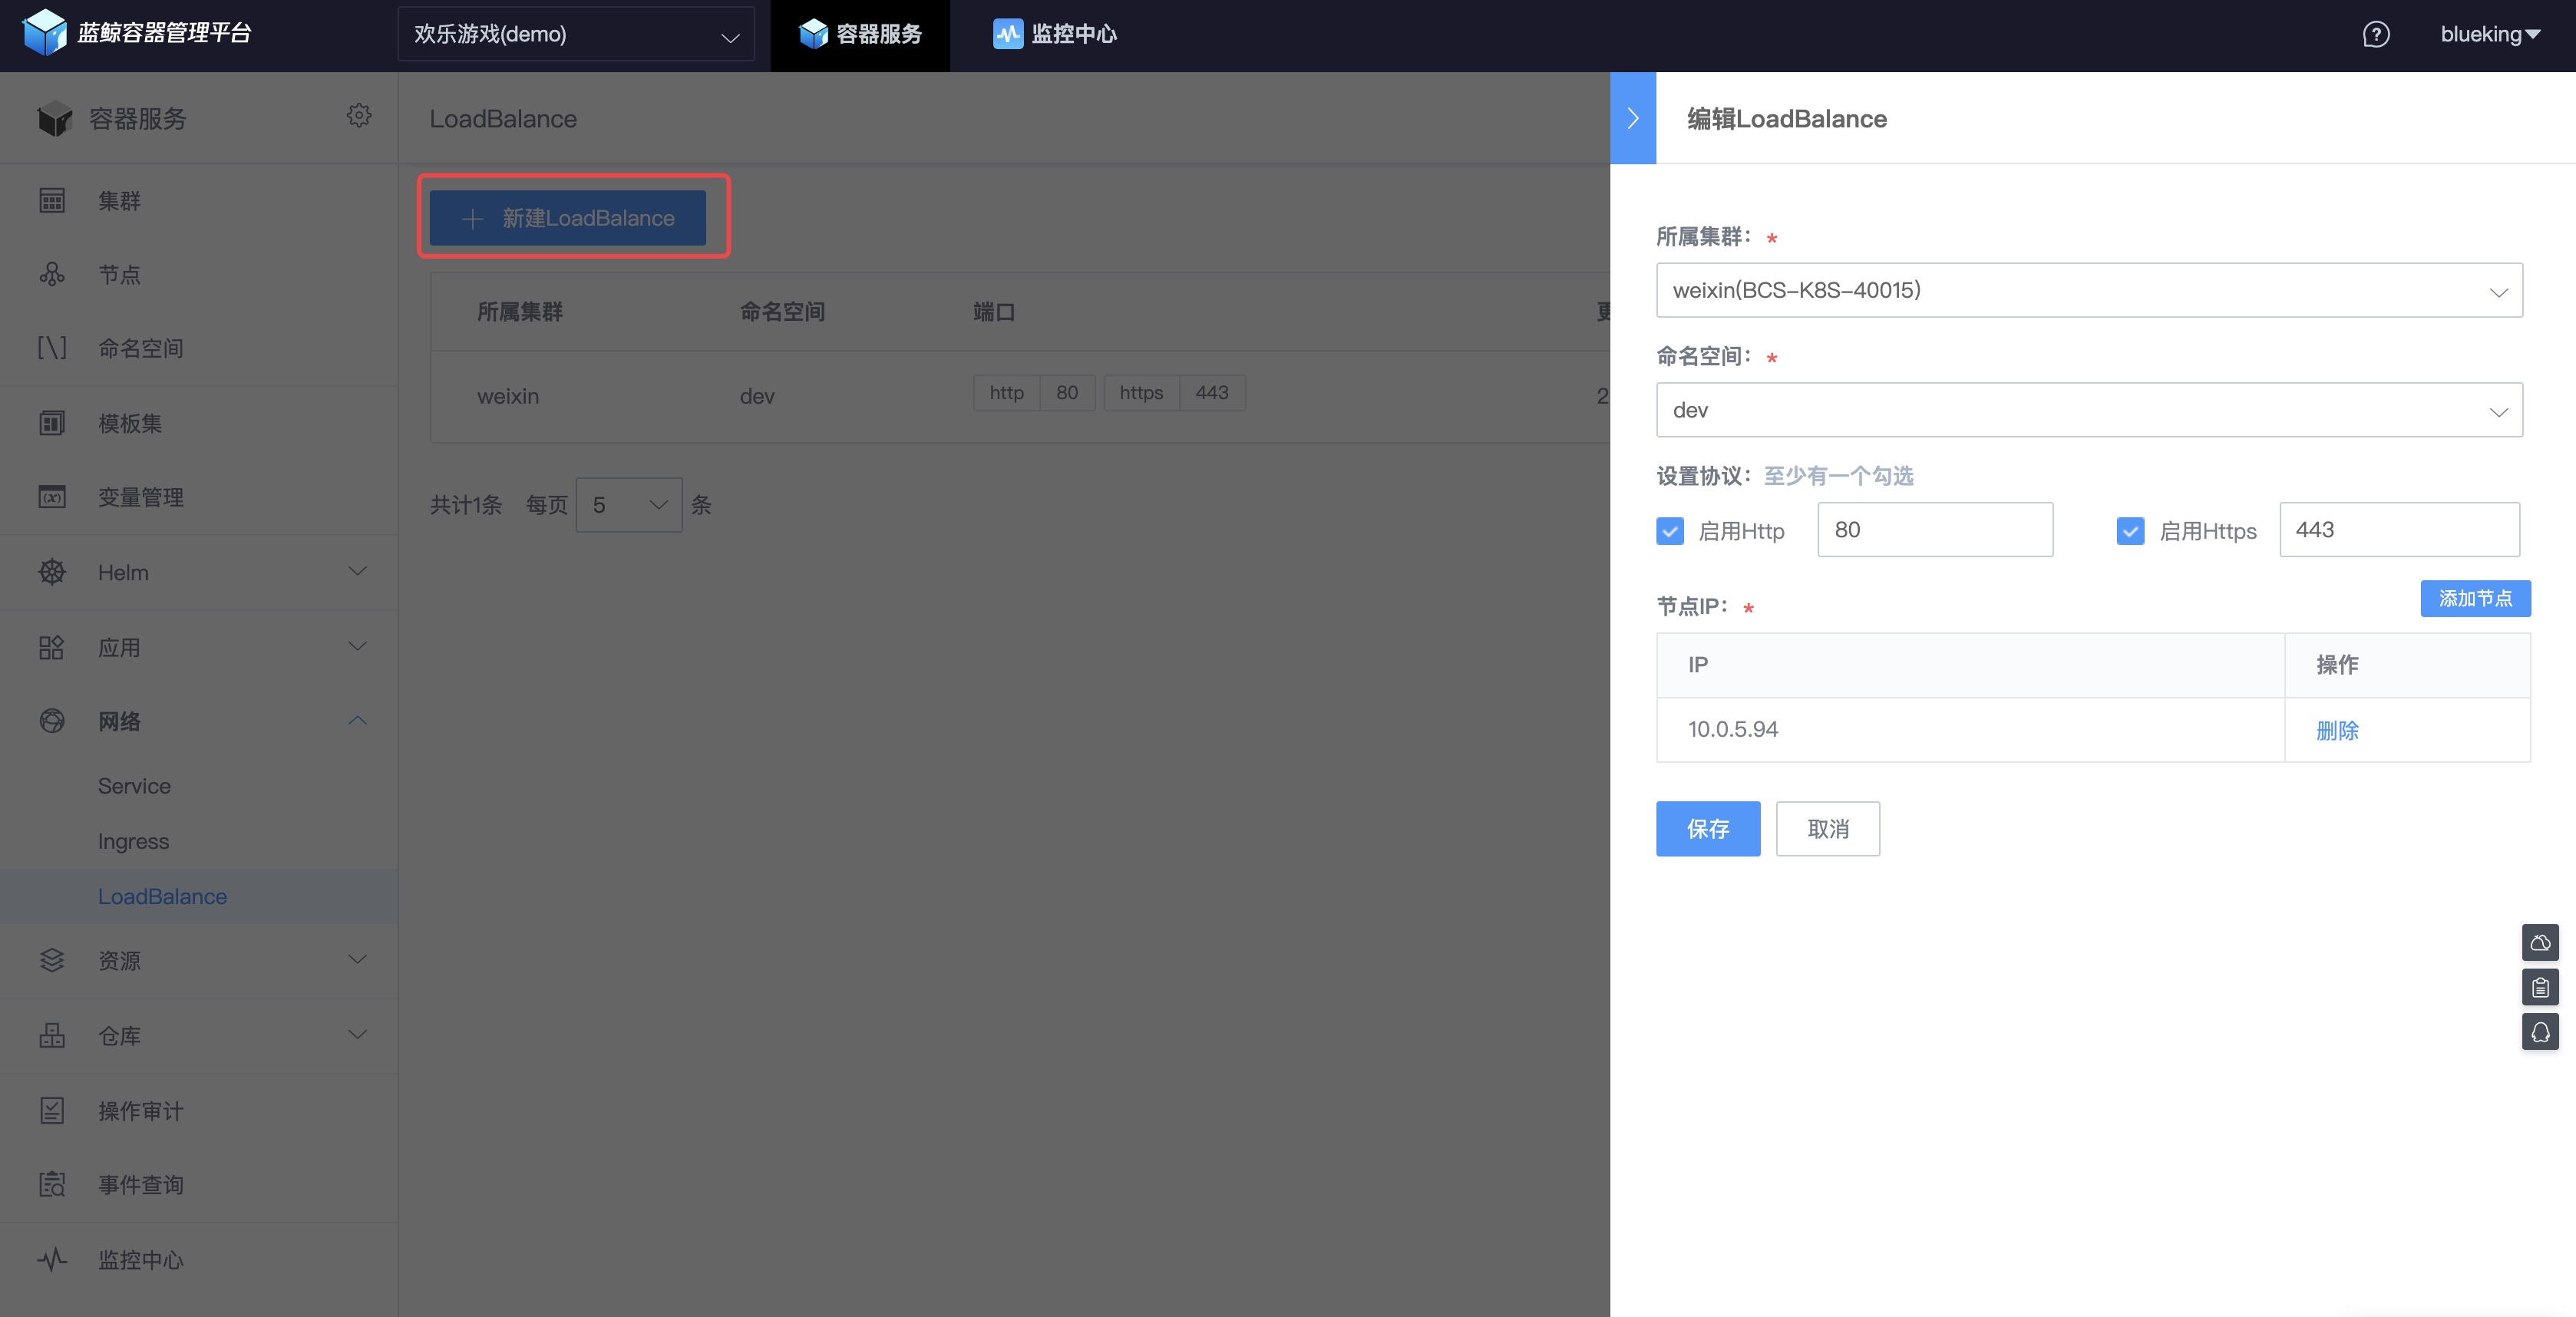 蓝鲸容器管理平台
欢乐游戏(demo)
容器服务
监控中心
blueking
容器服务
集群
节点
命名空间
模板集
变量管理
Helm
应用
网络
Service
Ingress
LoadBalance
资源
仓库
操作审计
事件查询
监控中心
LoadBalance
新建LoadBalance
所属集群 命名空间 端口
weixin dev http 80 https 443
共计1条 每页 5 条
编辑LoadBalance
所属集群： *
weixin(BCS-K8S-40015)
命名空间： *
dev
设置协议： 至少有一个勾选
启用Http 80 启用Https 443
节点IP： * 添加节点
IP 操作
10.0.5.94 删除
保存 取消